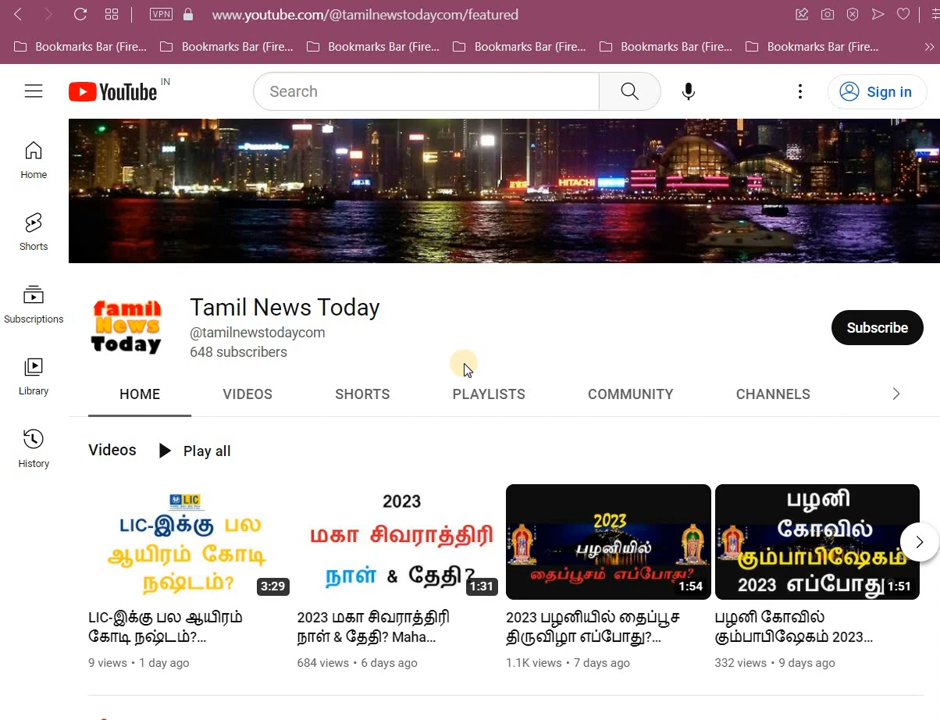 VPN www.youtube.com/@tamilnewstodaycom/featured
Bookmarks Bar (Fire... Bookmarks Bar (Fire... Bookmarks Bar (Fire... Bookmarks Bar (Fire... Bookmarks Bar (Fire... Bookmarks Bar (Fire...
YouTube IN Search Sign in
Home
Shorts
Subscriptions
Library
History
Panasonic
HITACHI
Tamil
News
Today
Tamil News Today
@tamilnewstodaycom
648 subscribers
Subscribe
HOME VIDEOS SHORTS PLAYLISTS COMMUNITY CHANNELS
Videos Play all
LIC
LIC-இக்கு பல
ஆயிரம் கோடி
நஷ்டம்?
3:29
LIC-இக்கு பல ஆயிரம்
கோடி நஷ்டம்?...
9 views • 1 day ago
2023
மகா சிவராத்திரி
நாள் & தேதி?
1:31
2023 மகா சிவராத்திரி
நாள் & தேதி? Maha...
684 views • 6 days ago
2023
பழனியில்
தைப்பூசம் எப்போது?
1:54
2023 பழனியில் தைப்பூச
திருவிழா எப்போது?...
1.1K views • 7 days ago
பழனி
கோவில்
கும்பாபிஷேகம்
2023 எப்போது?
1:51
பழனி கோவில்
கும்பாபிஷேகம் 2023...
332 views • 9 days ago